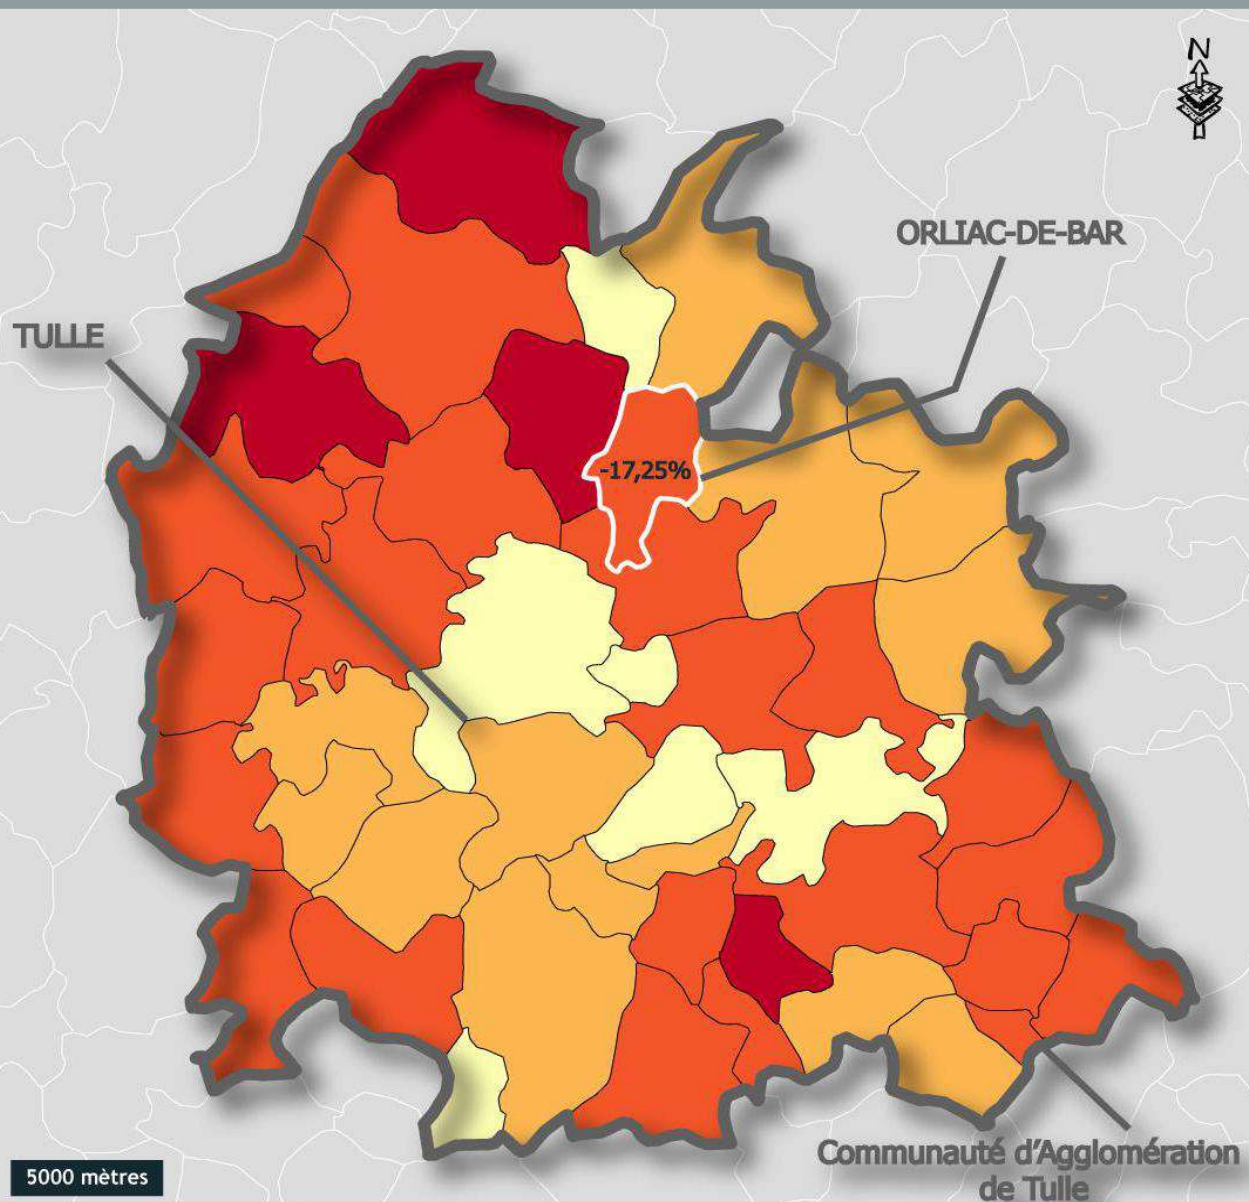 N
ORLIAC-DE-BAR
TULLE
-17,25%
Communauté d'Agglomération
de Tulle
5000 mètres